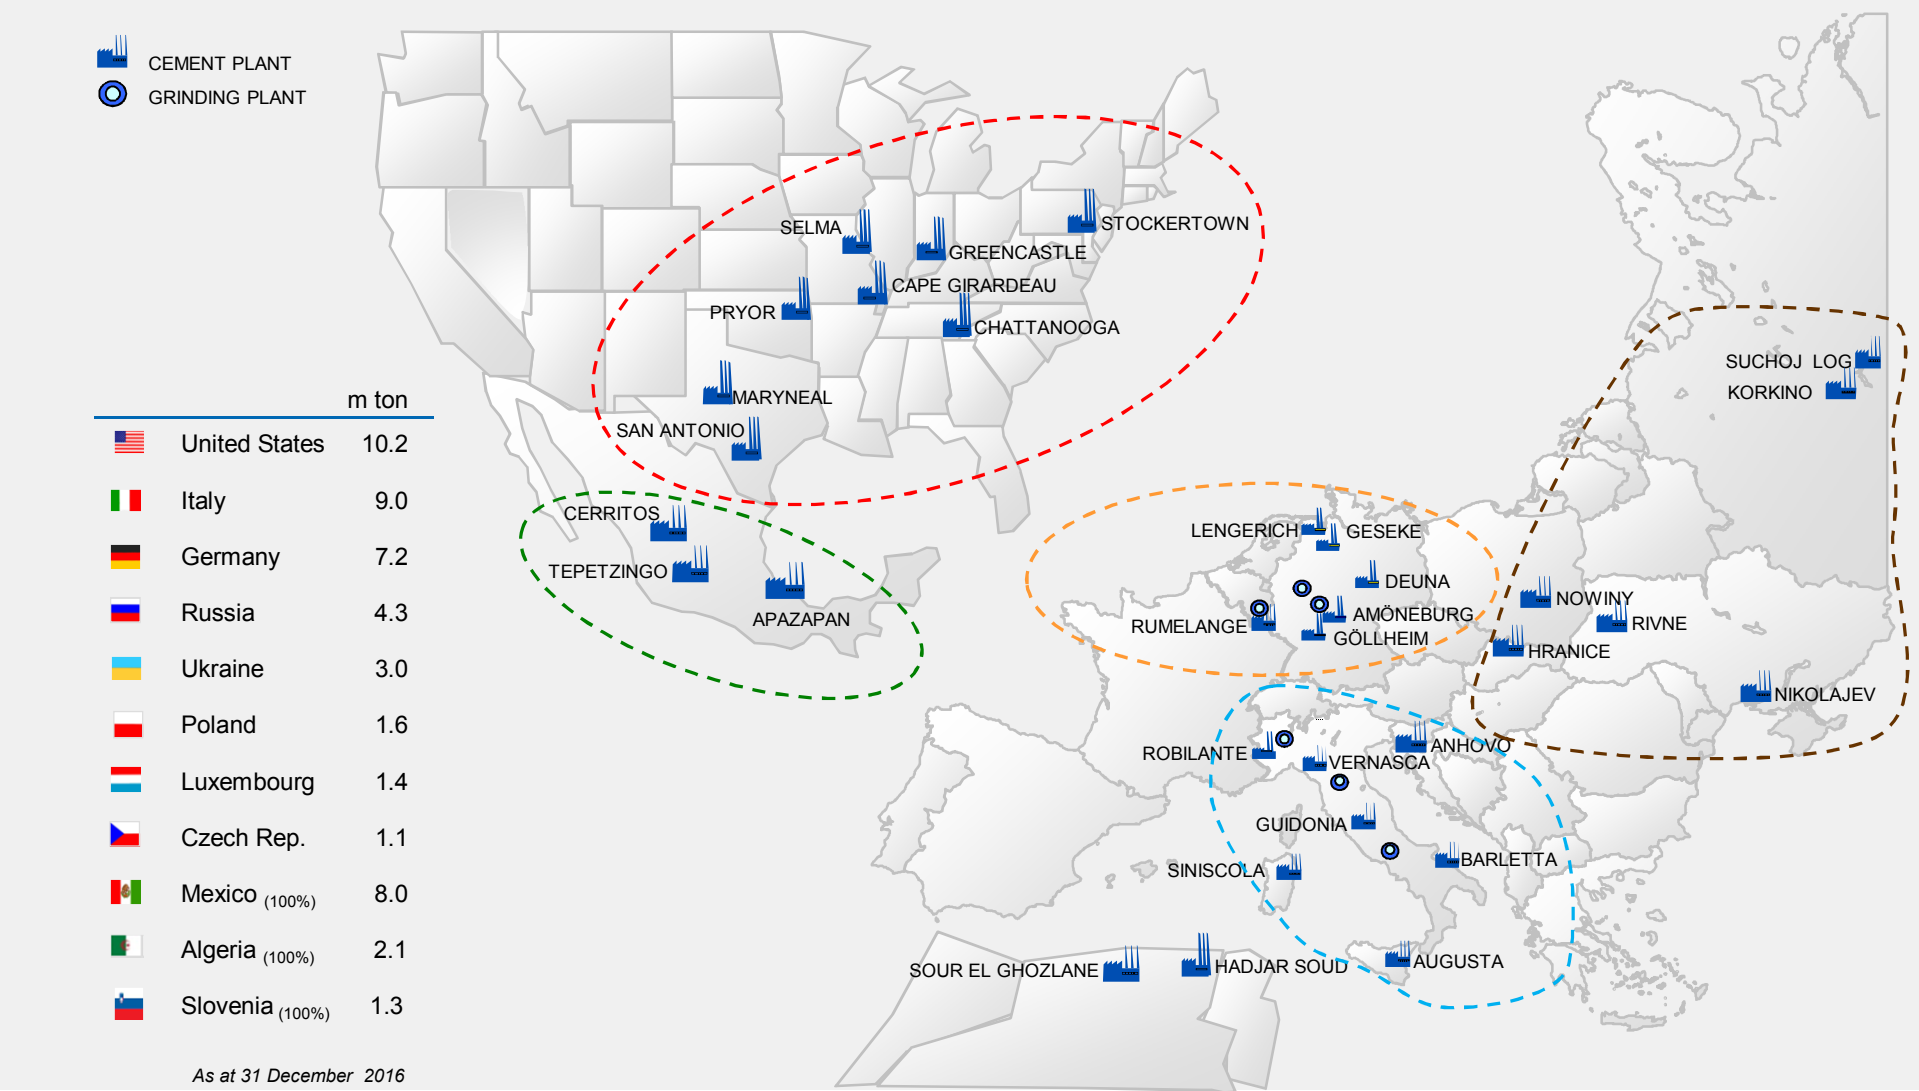 CEMENT PLANT
GRINDING PLANT
m ton
United States 10.2
Italy 9.0
Germany 7.2
Russia 4.3
Ukraine 3.0
Poland 1.6
Luxembourg 1.4
Czech Rep. 1.1
Mexico (100%) 8.0
Algeria (100%) 2.1
Slovenia (100%) 1.3
As at 31 December 2016
SELMA
STOCKERTOWN
GREENCASTLE
CAPE GIRARDEAU
PRYOR
CHATTANOOGA
MARYNEAL
SAN ANTONIO
CERRITOS
TEPETZINGO
APAZAPAN
SUCHOJ LOG
KORKINO
LENGERICH
GESEKE
DEUNA
AMÖNEBURG
RUMELANGE
GÖLLHEIM
NOWINY
RIVNE
HRANICE
NIKOLAJEV
ROBILANTE
ANHOVO
VERNASCA
GUIDONIA
BARLETTA
SINISCOLA
AUGUSTA
SOUR EL GHOZLANE
HADJAR SOUD